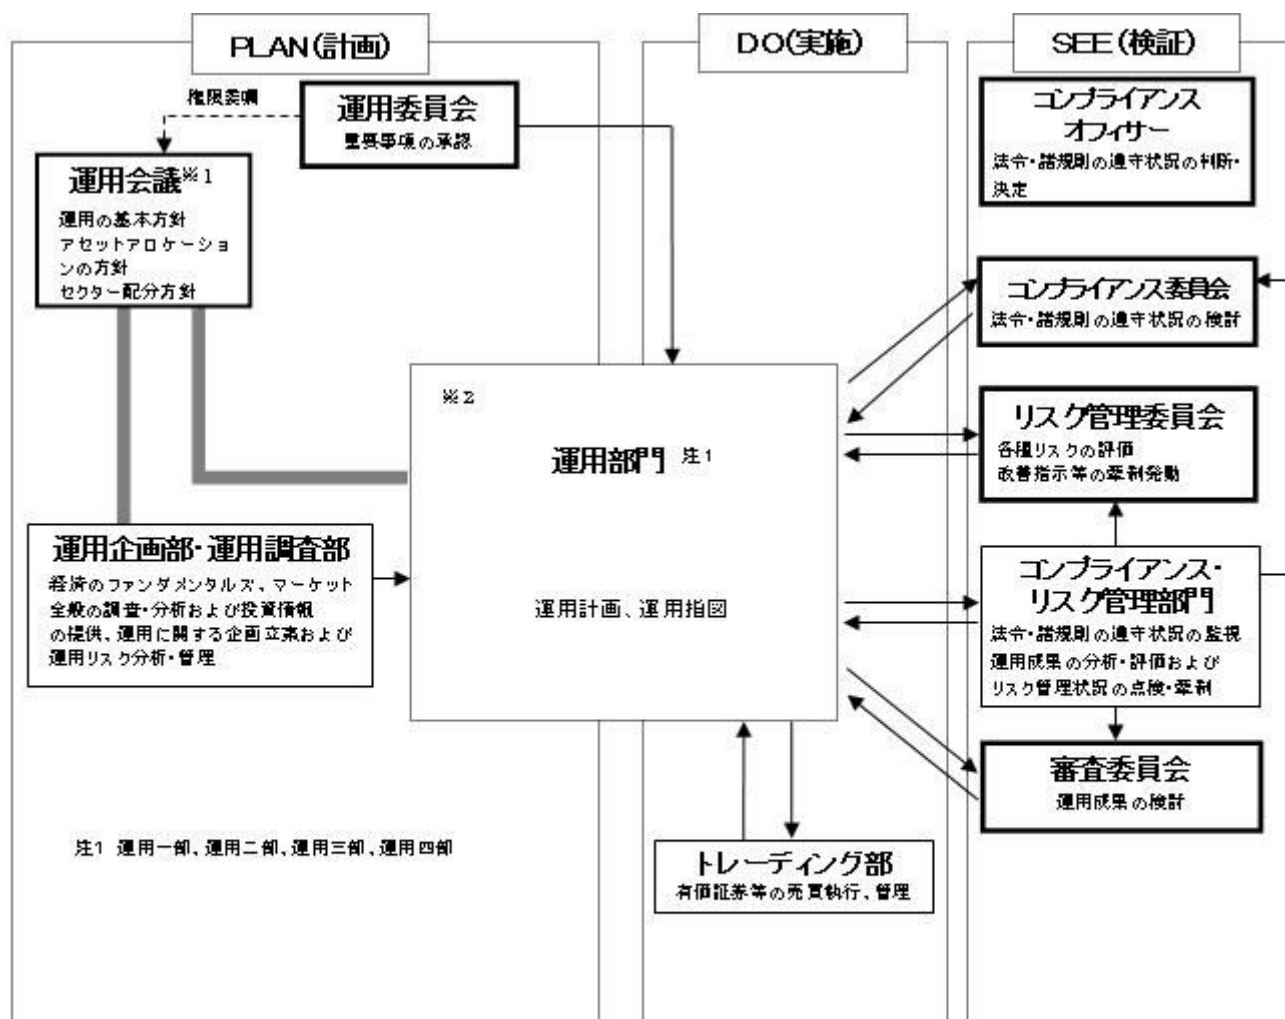 PLAN(計画)
権限委嘱
運用委員会
重要事項の承認
運用会議※1
運用の基本方針
アセットアロケーショ
ンの方針
セクター配分方針
運用企画部・運用調査部
経済のファンダメンタルズ、マーケット
全般の調査・分析および投資情報
の提供、運用に関する企画立案および
運用リスク分析・管理
注1 運用一部、運用二部、運用三部、運用四部
DO(実施)
※2
運用部門 注1
運用計画、運用指図
トレーディング部
有価証券等の売買執行、管理
SEE(検証)
コンプライアンス
オフィサー
法令・諸規則の遵守状況の判断・
決定
コンプライアンス委員会
法令・諸規則の遵守状況の検討
リスク管理委員会
各種リスクの評価
改善指示等の牽制発動
コンプライアンス・
リスク管理部門
法令・諸規則の遵守状況の監視
運用成果の分析・評価および
リスク管理状況の点検・牽制
審査委員会
運用成果の検討